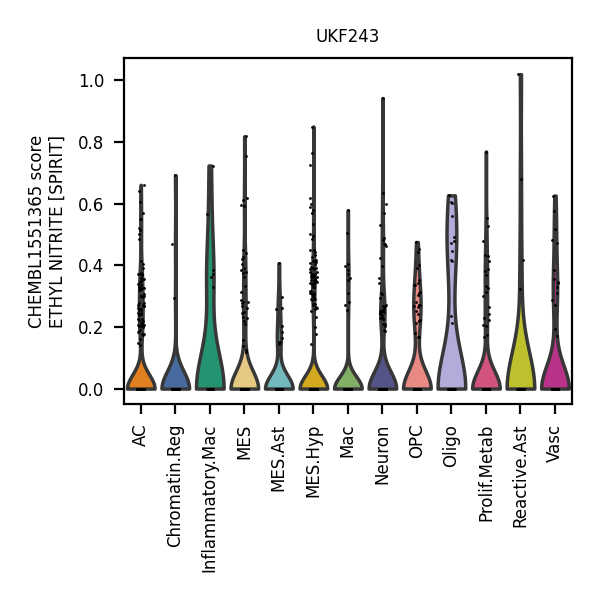 UKF243
CHEMBL1551365 score
ETHYL NITRITE [SPIRIT]
1.0
0.8
0.6
0.4
0.2
0.0
AC
Chromatin.Reg
Inflammatory.Mac
MES
MES.Ast
MES.Hyp
Mac
Neuron
OPC
Oligo
Prolif.Metab
Reactive.Ast
Vasc